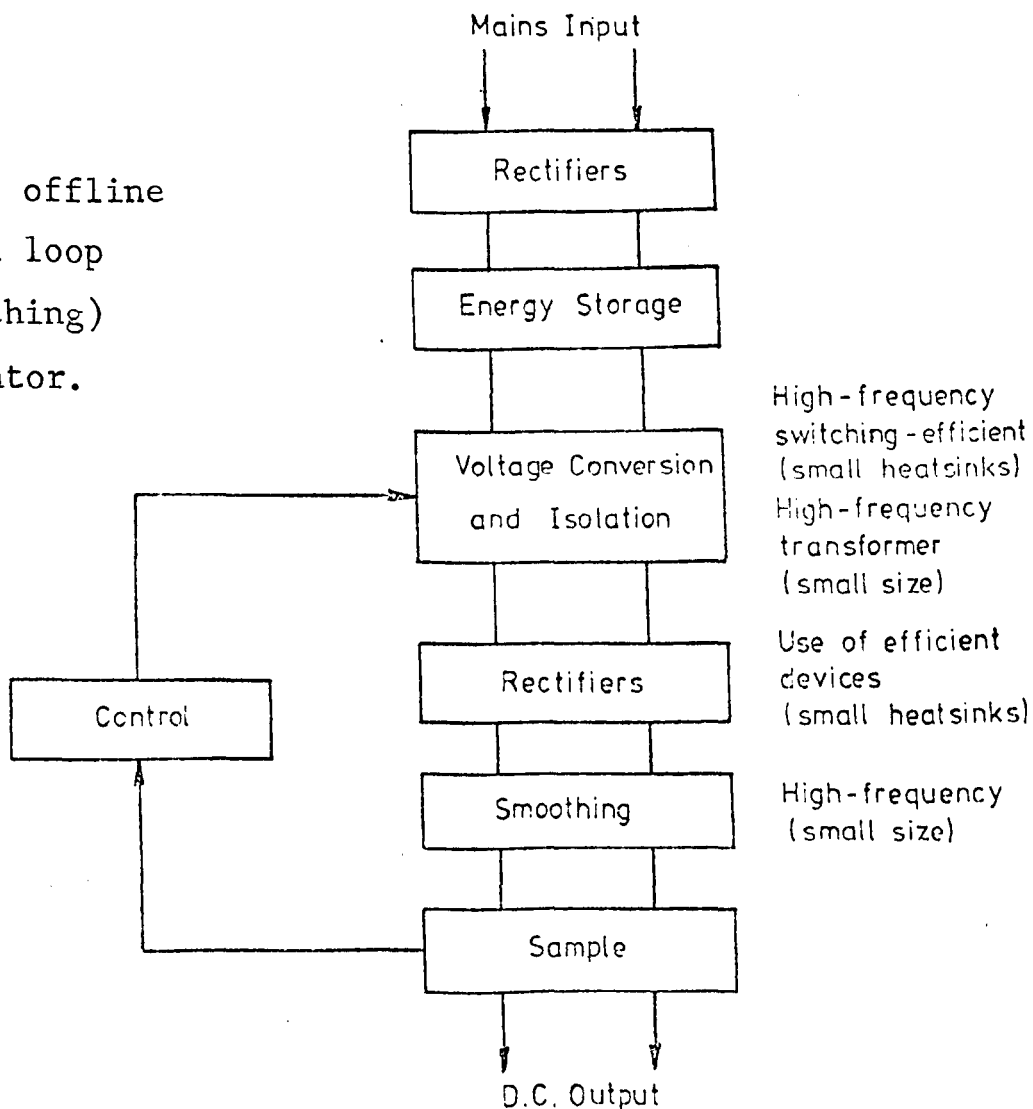 Mains Input
Rectifiers
offline
loop
hing)
tor.
Energy Storage
Voltage Conversion
and Isolation
High-frequency
switching-efficient
(small heatsinks)
High-frequency
transformer
(small size)
Rectifiers
Use of efficient
devices
(small heatsinks)
Control
Smoothing
High-frequency
(small size)
Sample
D.C. Output